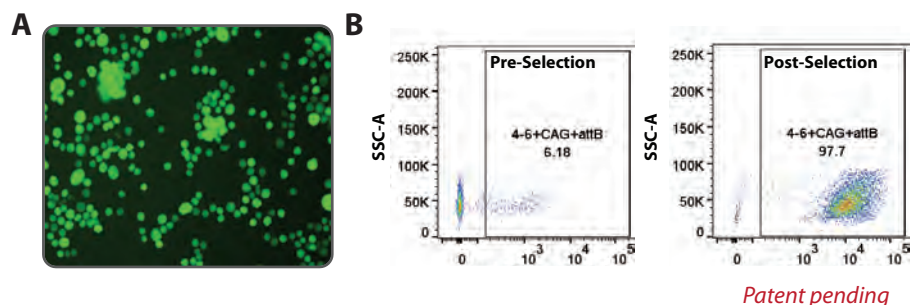 A
B
Pre-Selection
4-6+CAG+attB
6.18
SSC-A
250K
200K
150K
100K
50K
0
0 10^3 10^4 10^5
Post-Selection
4-6+CAG+attB
97.7
SSC-A
250K
200K
150K
100K
50K
0
0 10^3 10^4 10^5
Patent pending